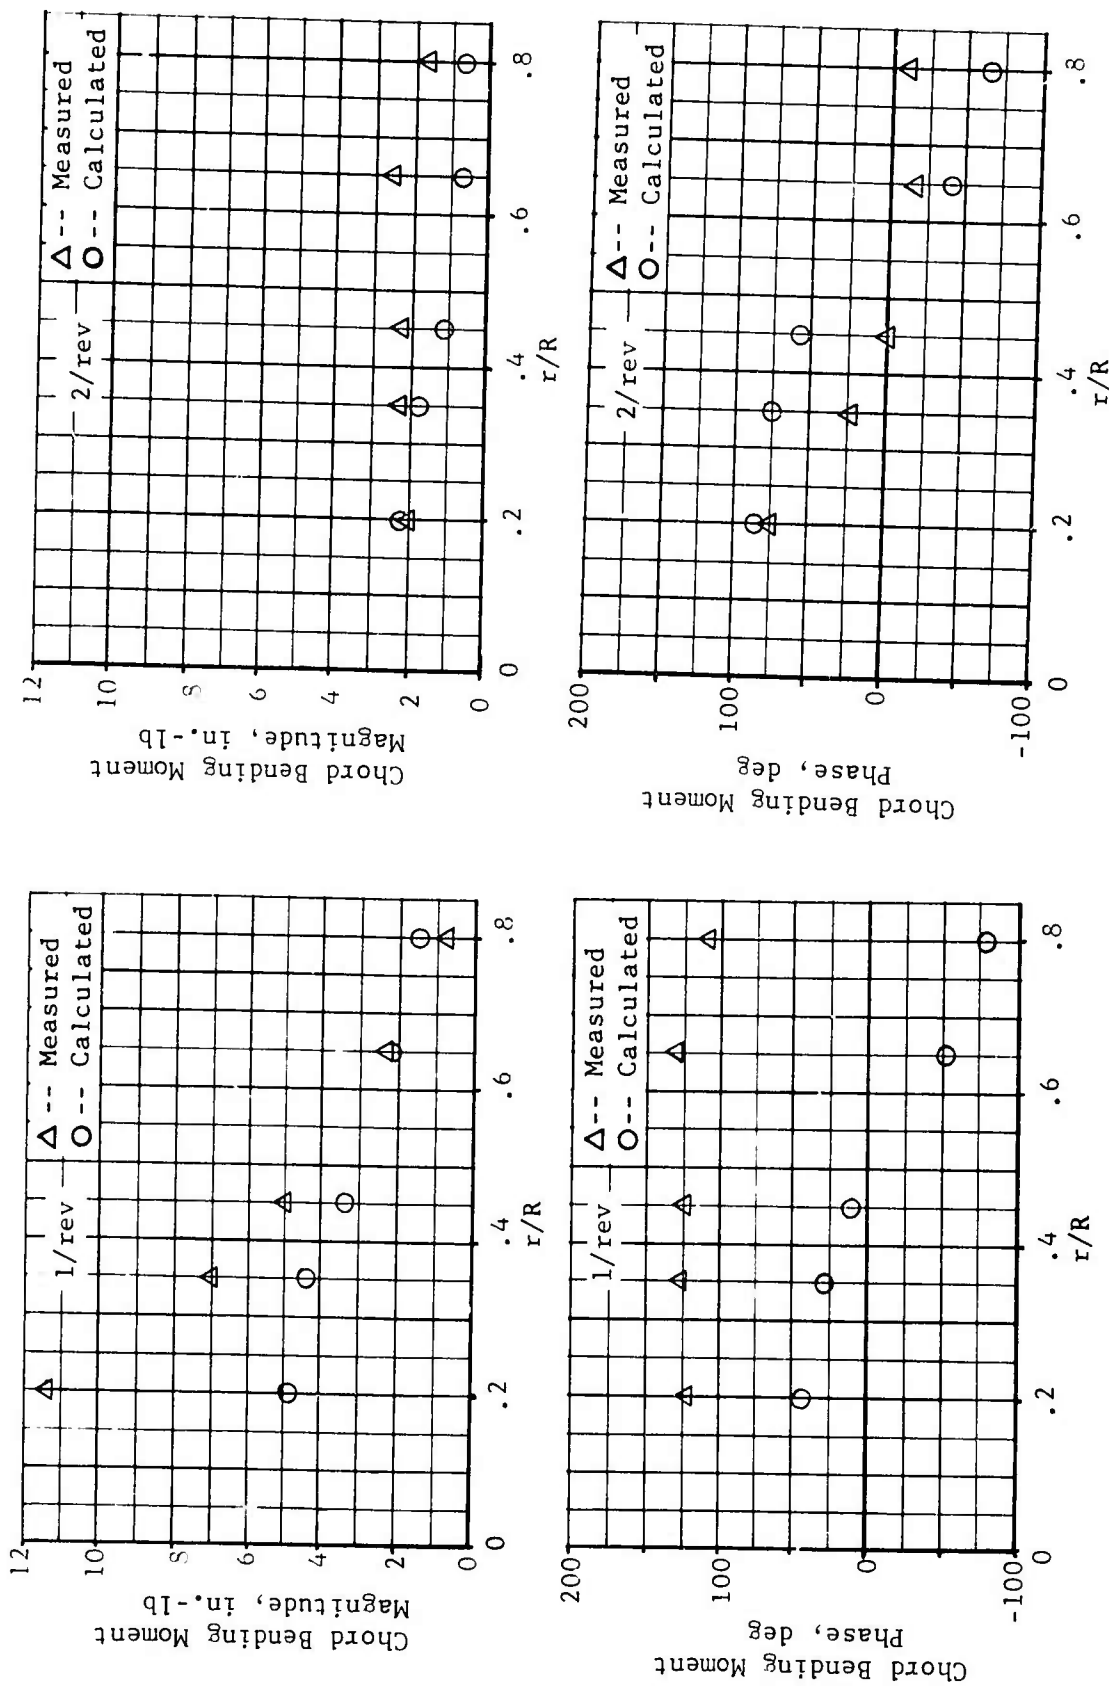 12
10
8
6
4
2
0
Chord Bending Moment
Magnitude, in.-lb
1/rev
Δ -- Measured
O -- Calculated
0
.2
.4
.6
.8
r/R
12
10
8
6
4
2
0
Chord Bending Moment
Magnitude, in.-lb
2/rev
Δ -- Measured
O -- Calculated
0
.2
.4
.6
.8
r/R
200
100
0
-100
Chord Bending Moment
Phase, deg
1/rev
Δ -- Measured
O -- Calculated
0
.2
.4
.6
.8
r/R
200
100
0
-100
Chord Bending Moment
Phase, deg
2/rev
Δ -- Measured
O -- Calculated
0
.2
.4
.6
.8
r/R